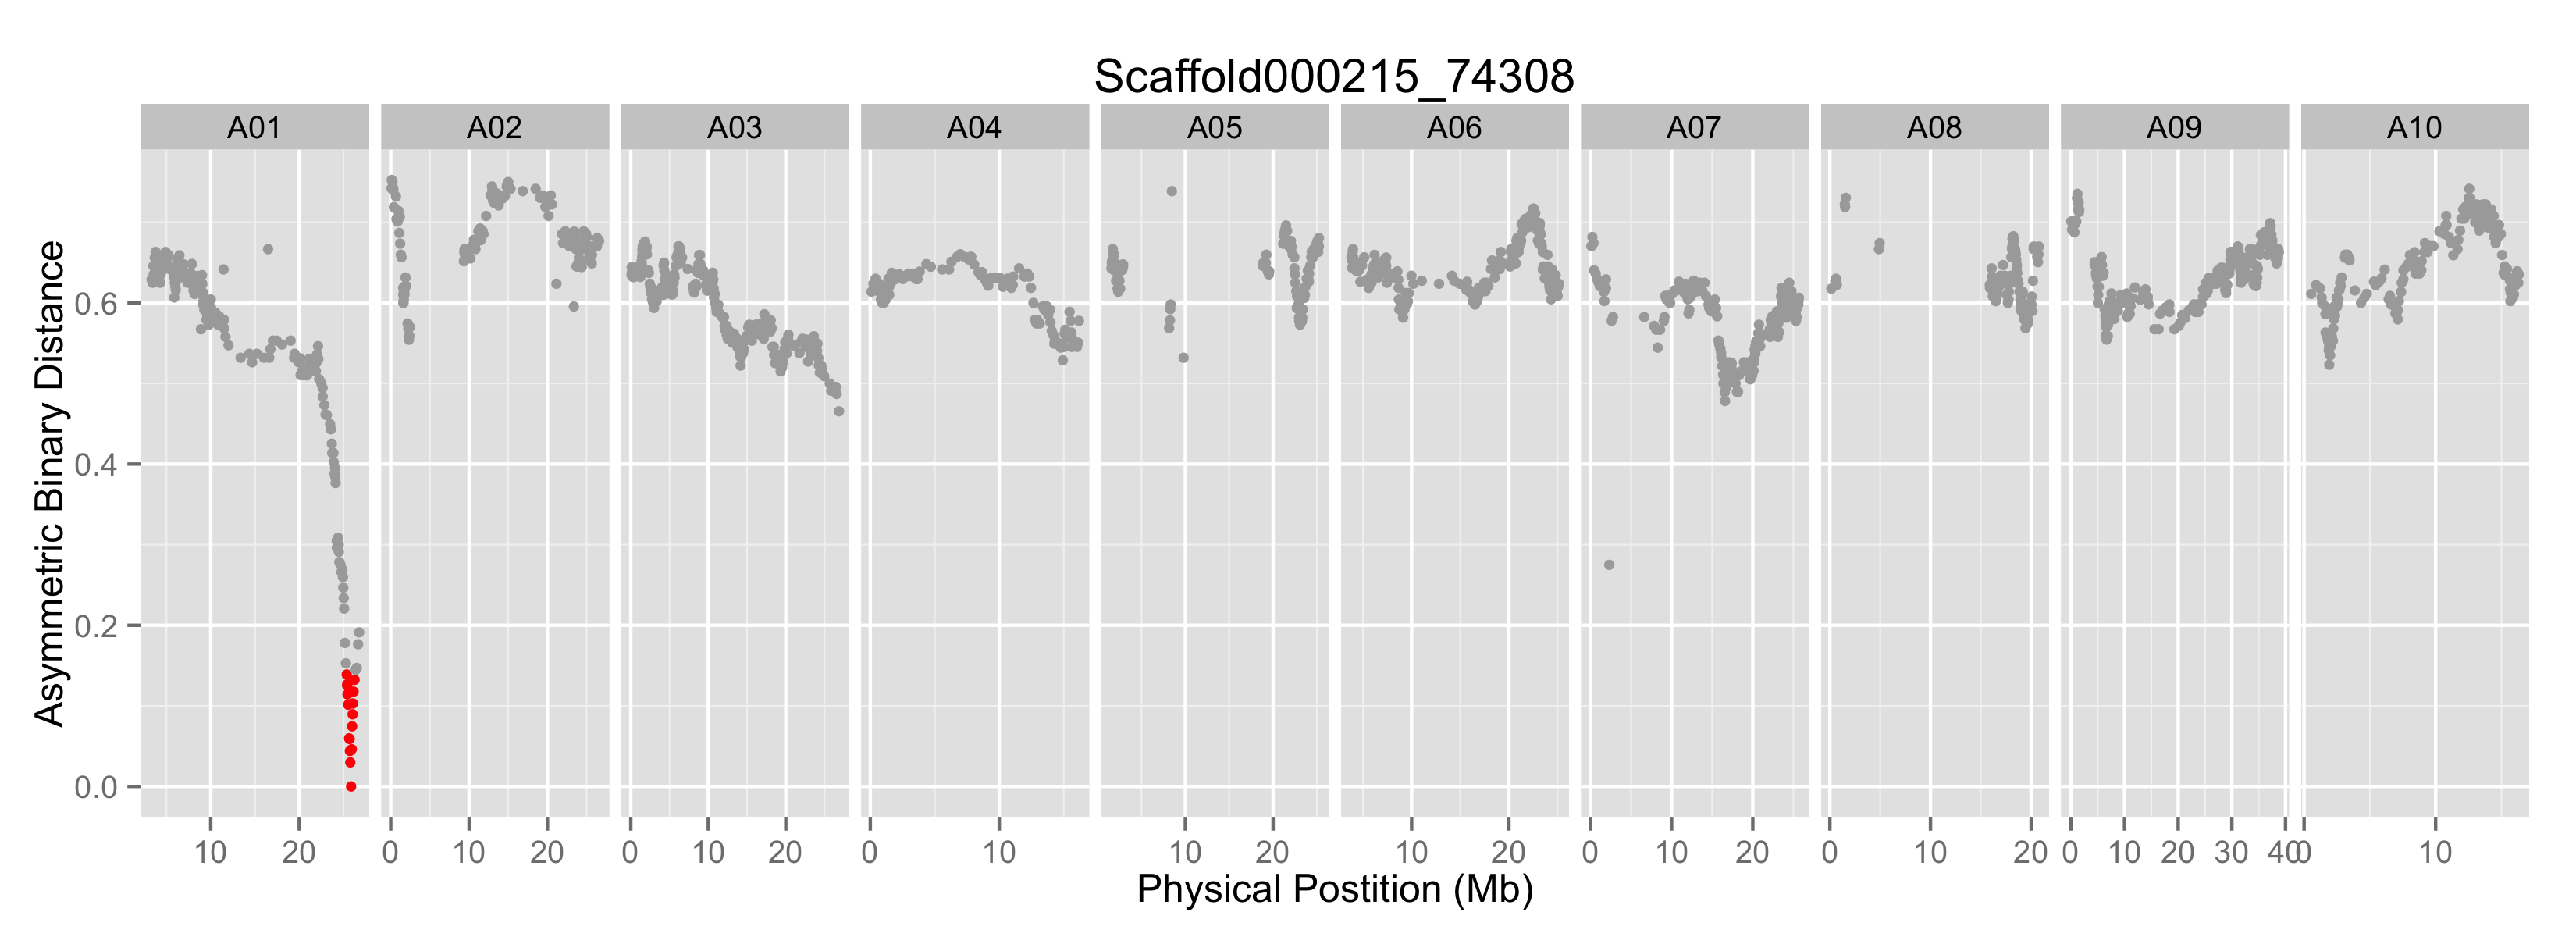 Scaffold000215_74308
A01 A02 A03 A04 A05 A06 A07 A08 A09 A10
Asymmetric Binary Distance
0.6
0.4
0.2
0.0
10 20 0 10 20 0 10 20 0 10 10 20 10 20 0 10 20 0 10 20 0 10 20 30 40 0 10
Physical Postition (Mb)